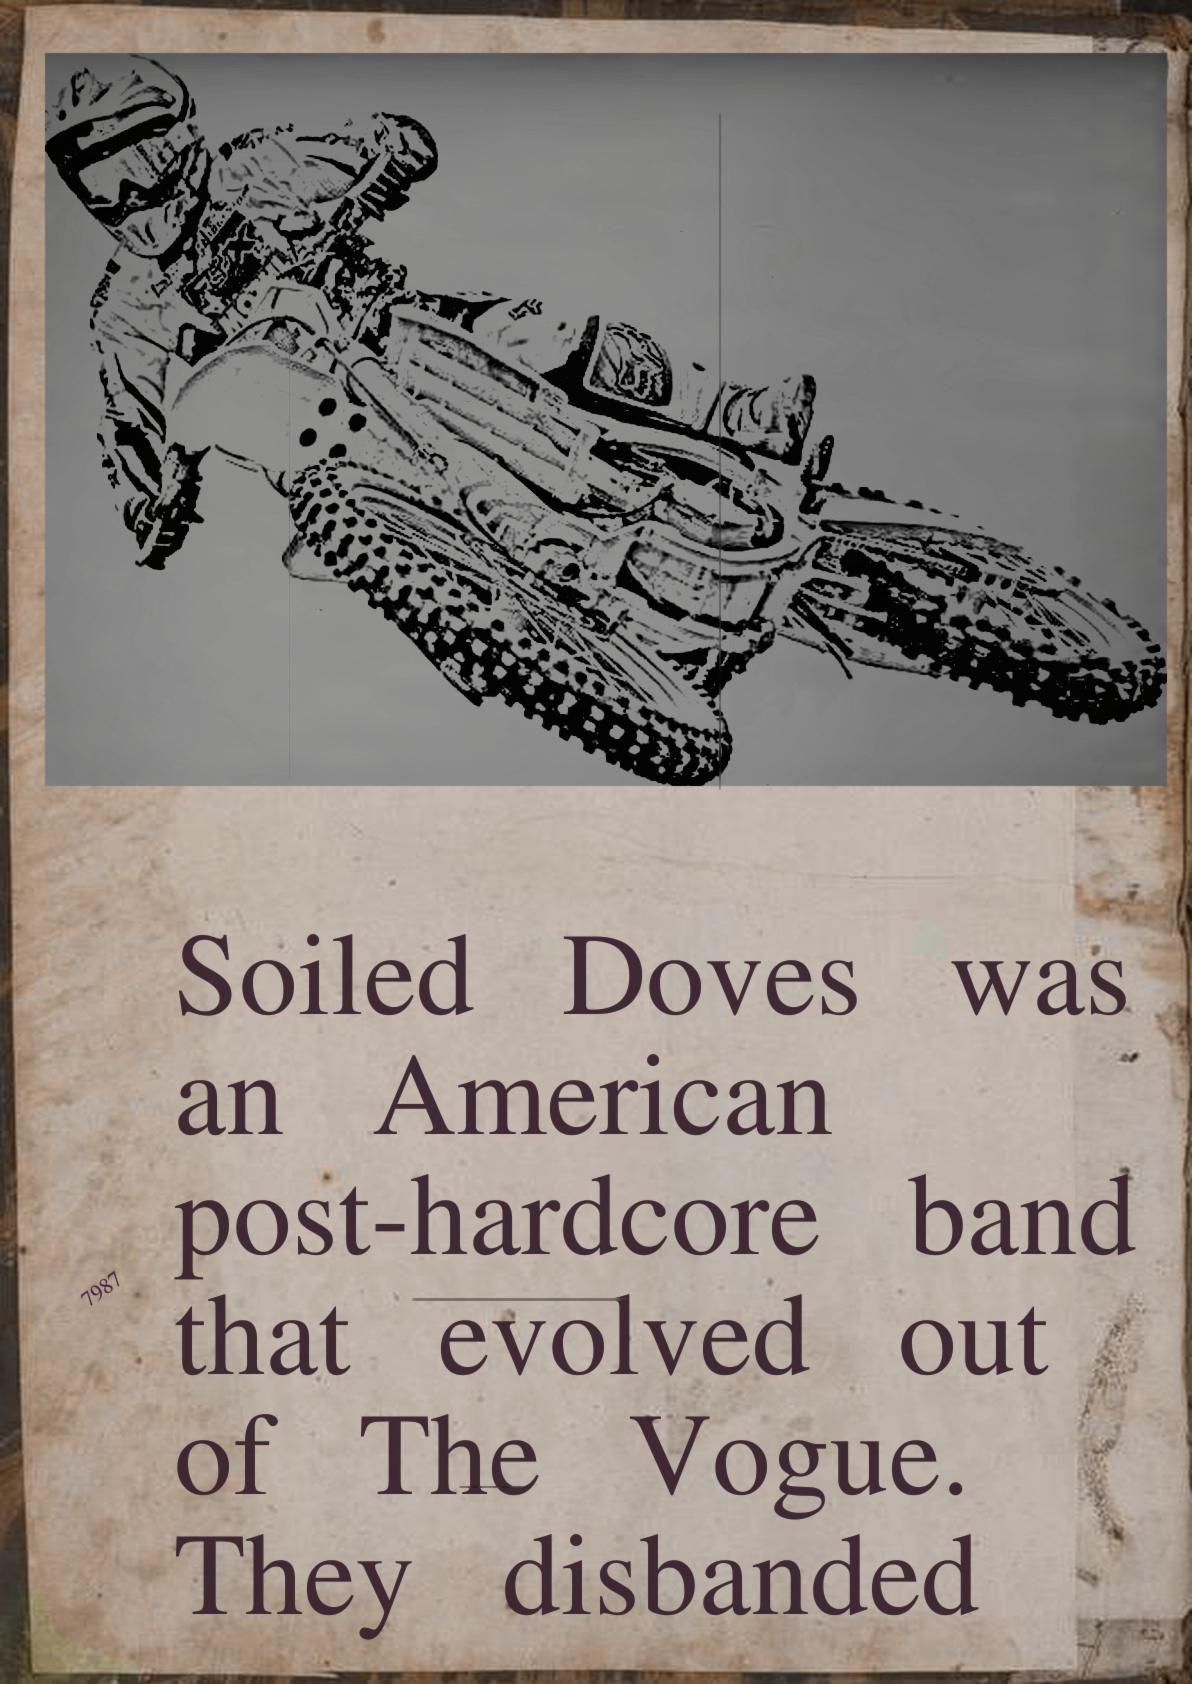 Soiled Doves was
an American
post-hardcore band
7987
that evolved out
of The Vogue.
They disbanded